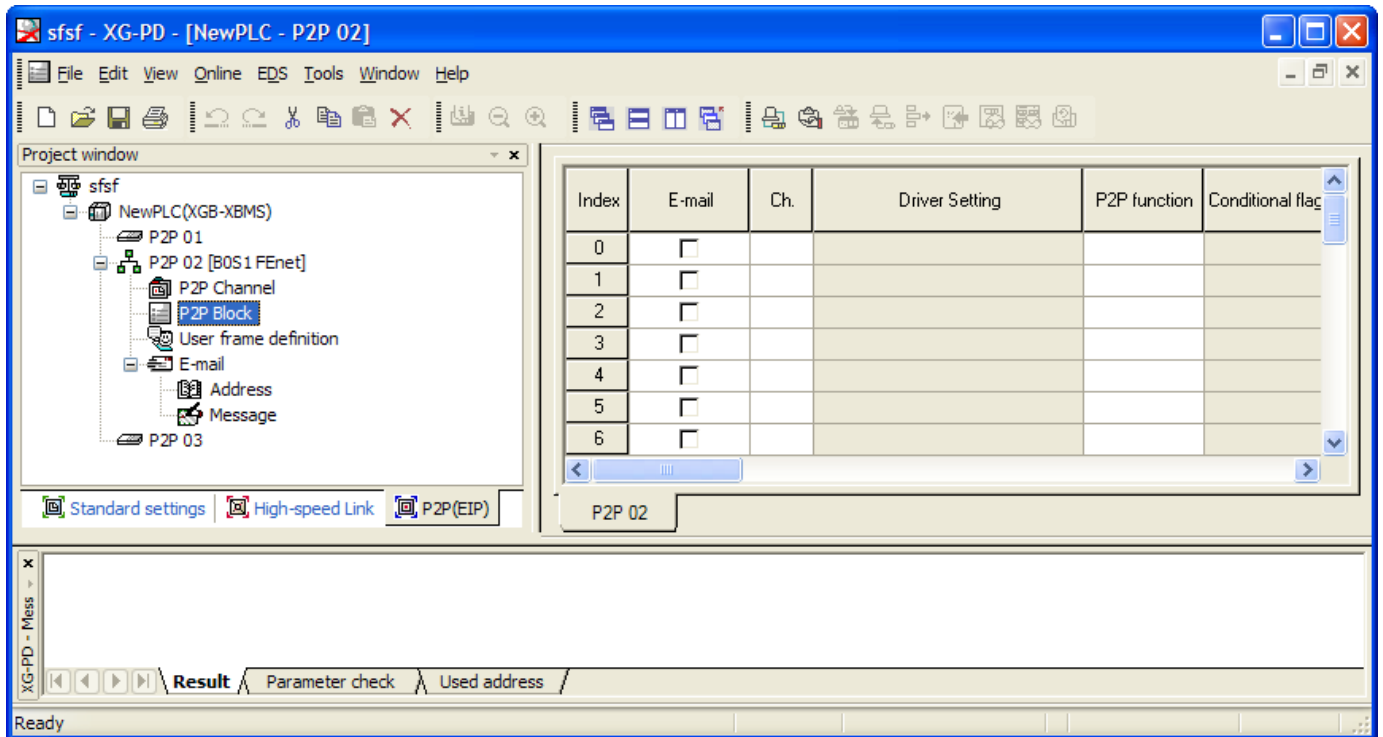 sfsf - XG-PD - [NewPLC - P2P 02]
File Edit View Online EDS Tools Window Help
Project window
sfsf
NewPLC(XGB-XBMS)
P2P 01
P2P 02 [B0S1 FEnet]
P2P Channel
P2P Block
User frame definition
E-mail
Address
Message
P2P 03
Standard settings High-speed Link P2P(EIP)
Index E-mail Ch. Driver Setting P2P function Conditional flag
0
1
2
3
4
5
6
P2P 02
XG-PD - Mess
Result Parameter check Used address
Ready